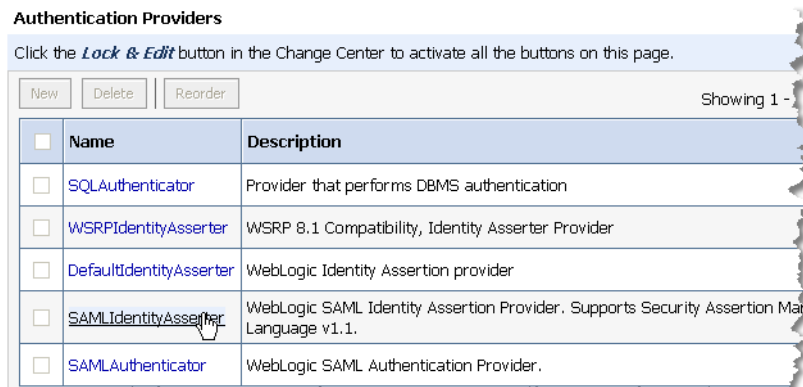 Authentication Providers
Click the Lock & Edit button in the Change Center to activate all the buttons on this page.
New Delete Reorder Showing 1 -
Name Description
SQLAuthenticator Provider that performs DBMS authentication
WSRPIdentityAsserter WSRP 8.1 Compatibility, Identity Asserter Provider
DefaultIdentityAsserter WebLogic Identity Assertion provider
SAMLIdentityAsserter WebLogic SAML Identity Assertion Provider. Supports Security Assertion Mar
Language v1.1.
SAMLAuthenticator WebLogic SAML Authentication Provider.